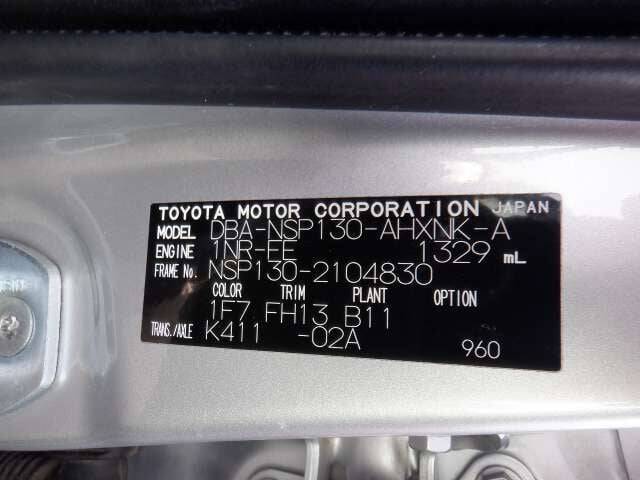 TOYOTA MOTOR CORPORATION JAPAN
MODEL DBA-NSP130-AHXNK-A
ENGINE 1NR-EE 1329 mL
FRAME No. NSP130-2104830
COLOR TRIM PLANT OPTION
1F7 FH13 B11
TRANS./AXLE K411 -02A
960